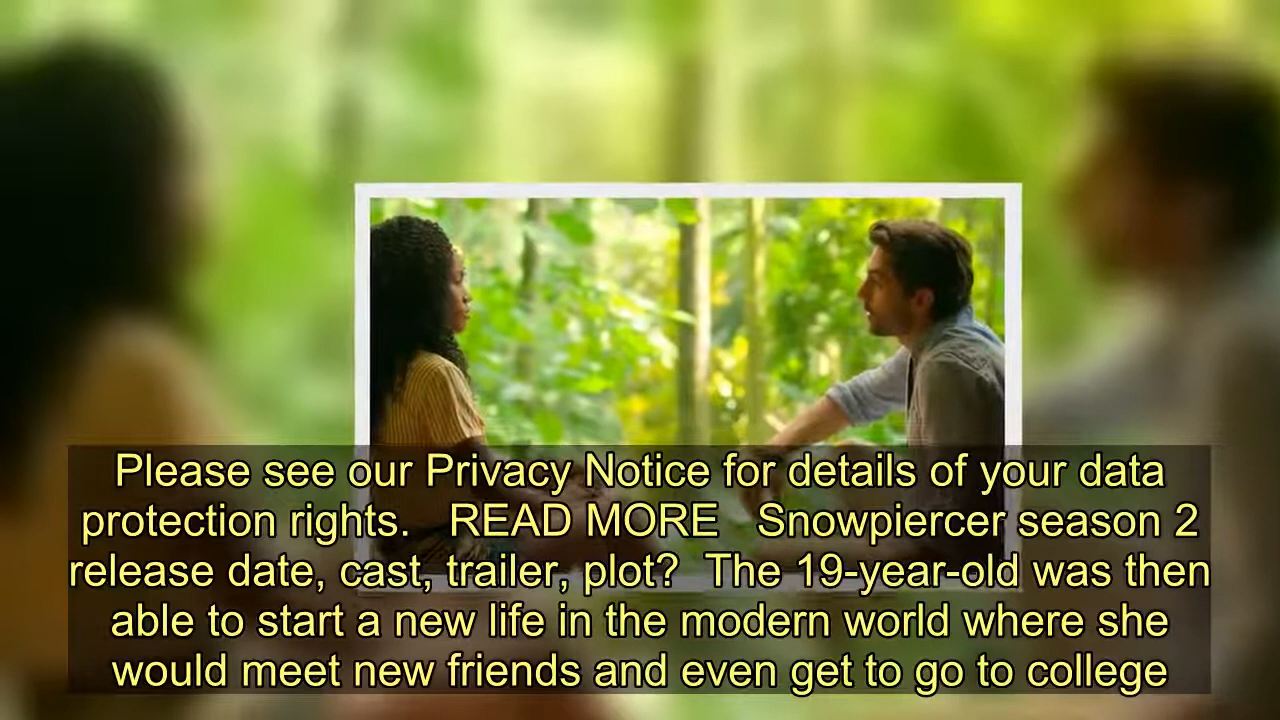 Please see our Privacy Notice for details of your data
protection rights.   READ MORE   Snowpiercer season 2
release date, cast, trailer, plot?  The 19-year-old was then
able to start a new life in the modern world where she
would meet new friends and even get to go to college